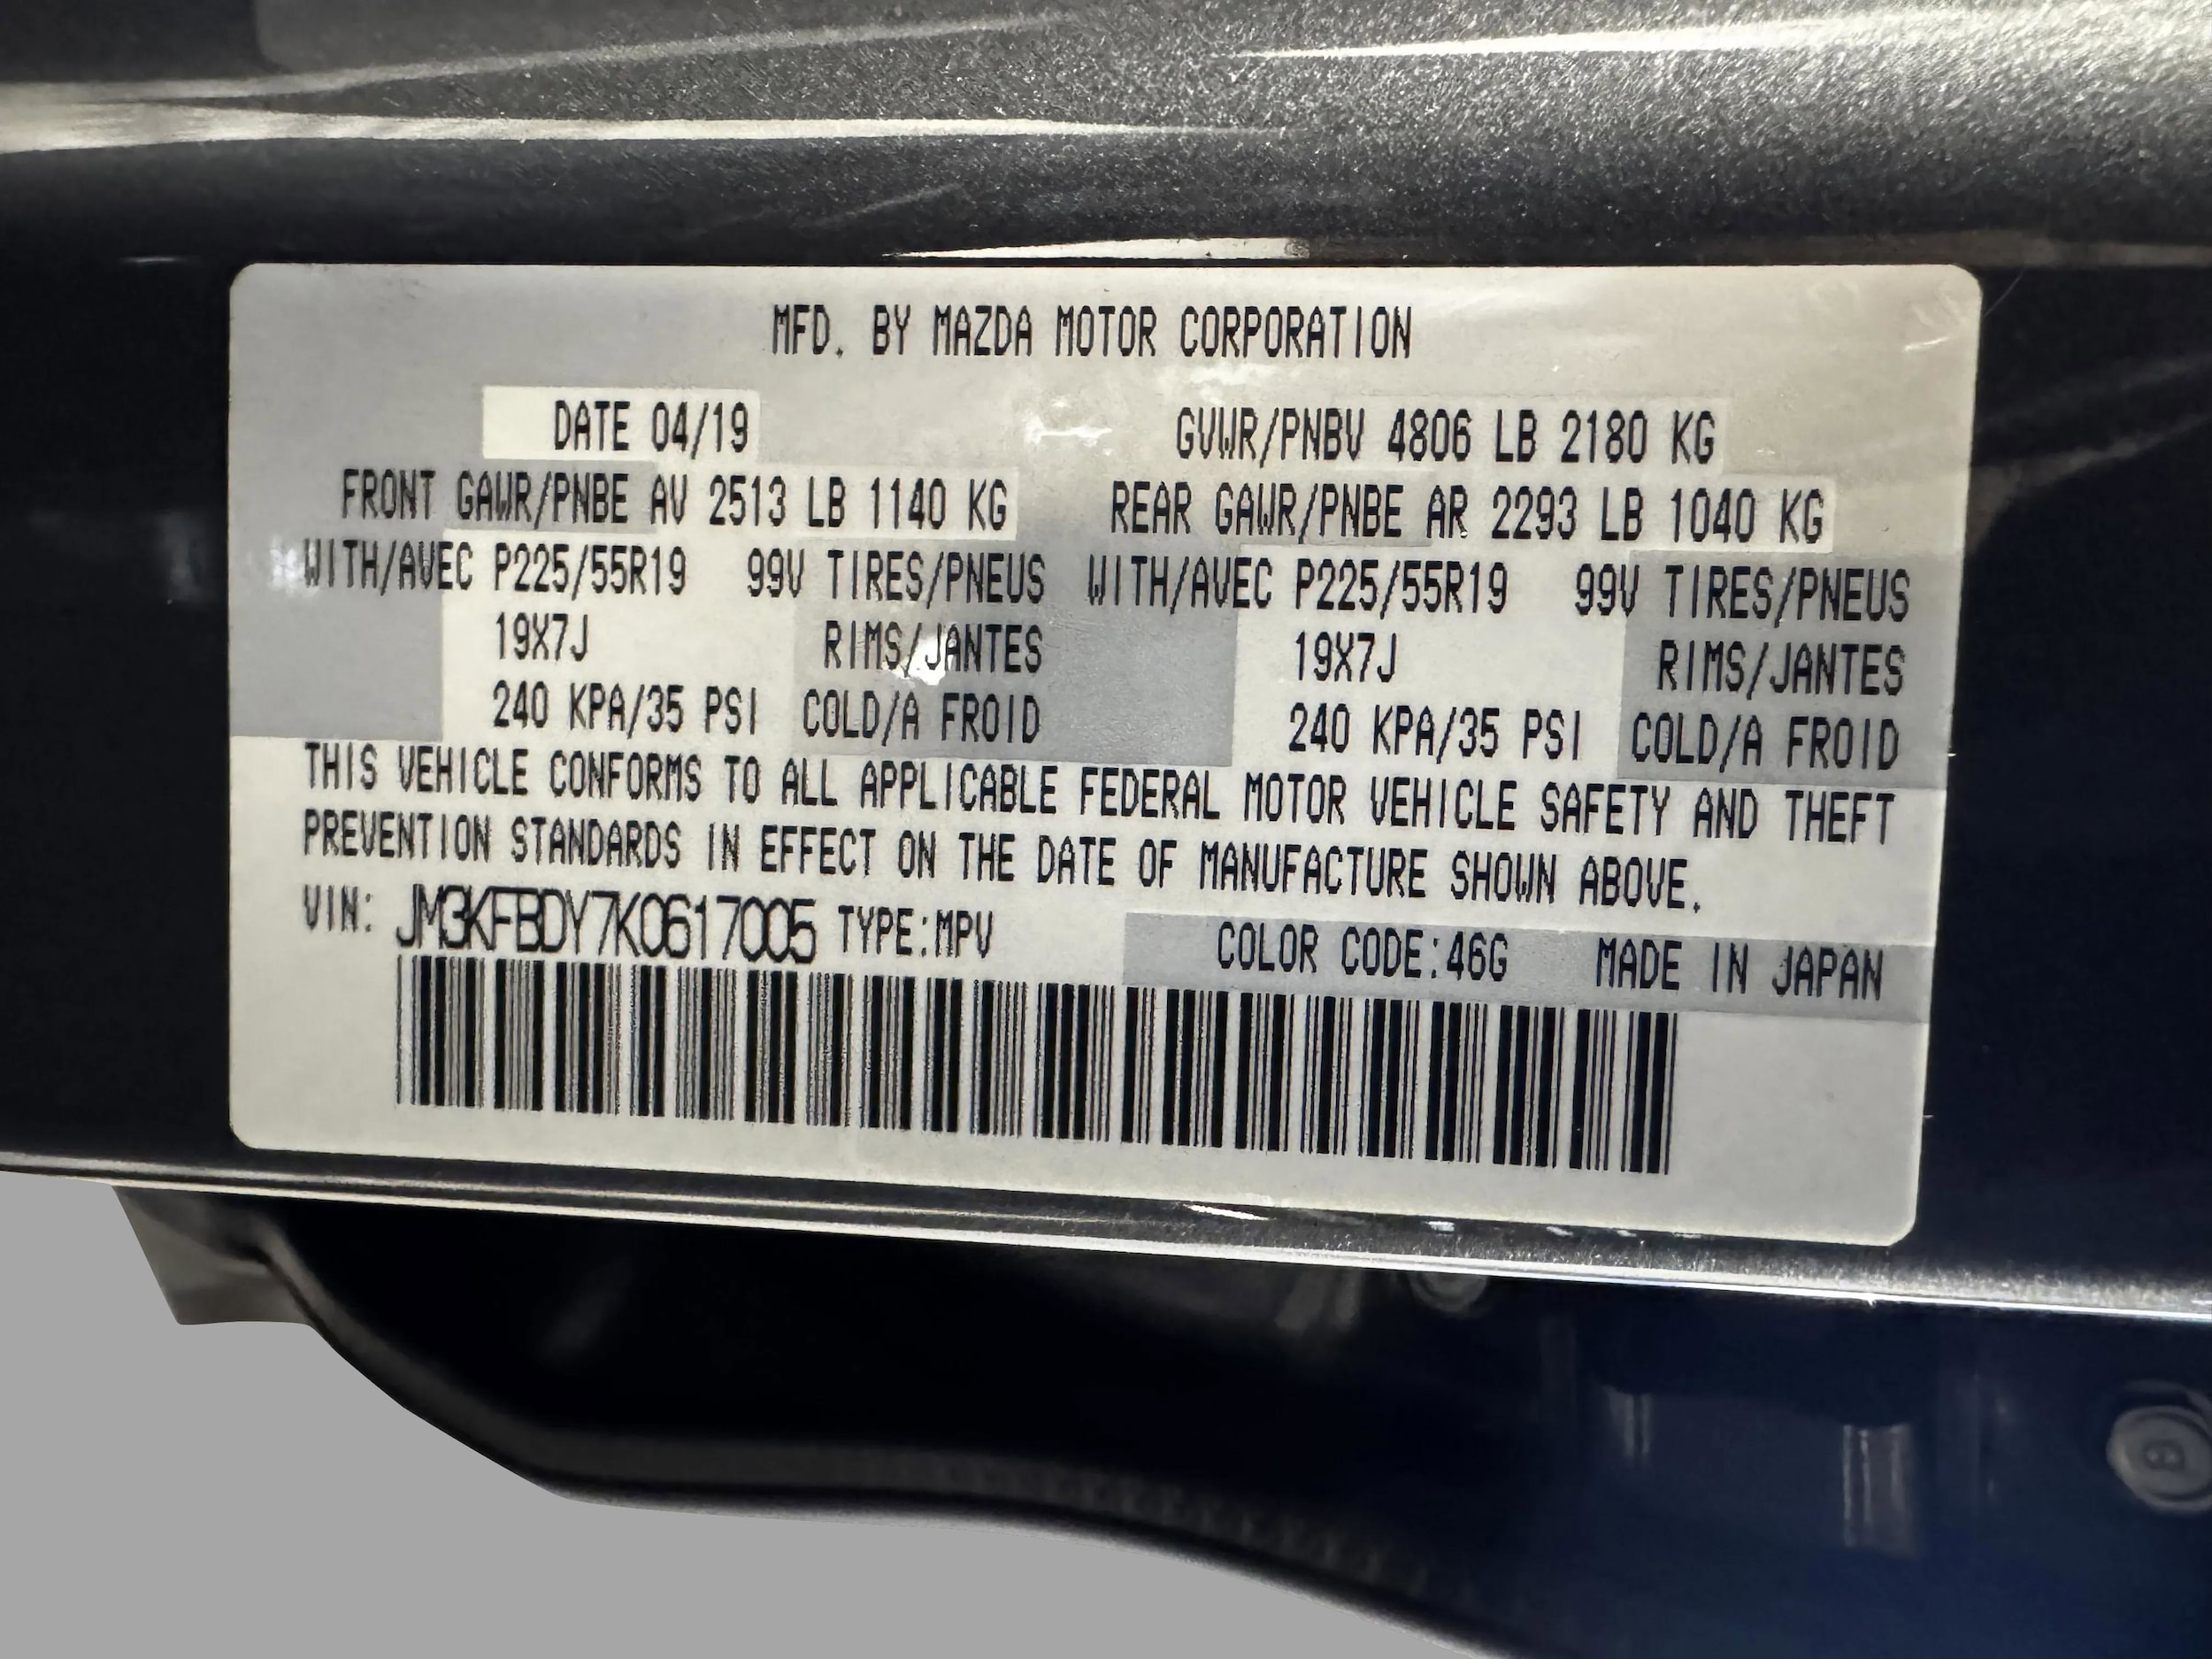 MFD. BY MAZDA MOTOR CORPORATION
DATE 04/19 GVWR/PNBV 4806 LB 2180 KG
FRONT GAWR/PNBE AV 2513 LB 1140 KG REAR GAWR/PNBE AR 2293 LB 1040 KG
WITH/AVEC P225/55R19 99V TIRES/PNEUS WITH/AVEC P225/55R19 99V TIRES/PNEUS
19X7J RIMS/JANTES 19X7J RIMS/JANTES
240 KPA/35 PSI COLD/A FROID 240 KPA/35 PSI COLD/A FROID
THIS VEHICLE CONFORMS TO ALL APPLICABLE FEDERAL MOTOR VEHICLE SAFETY AND THEFT
PREVENTION STANDARDS IN EFFECT ON THE DATE OF MANUFACTURE SHOWN ABOVE.
VIN: JM3KFBDY7K0617005 TYPE:MPV COLOR CODE:46G MADE IN JAPAN